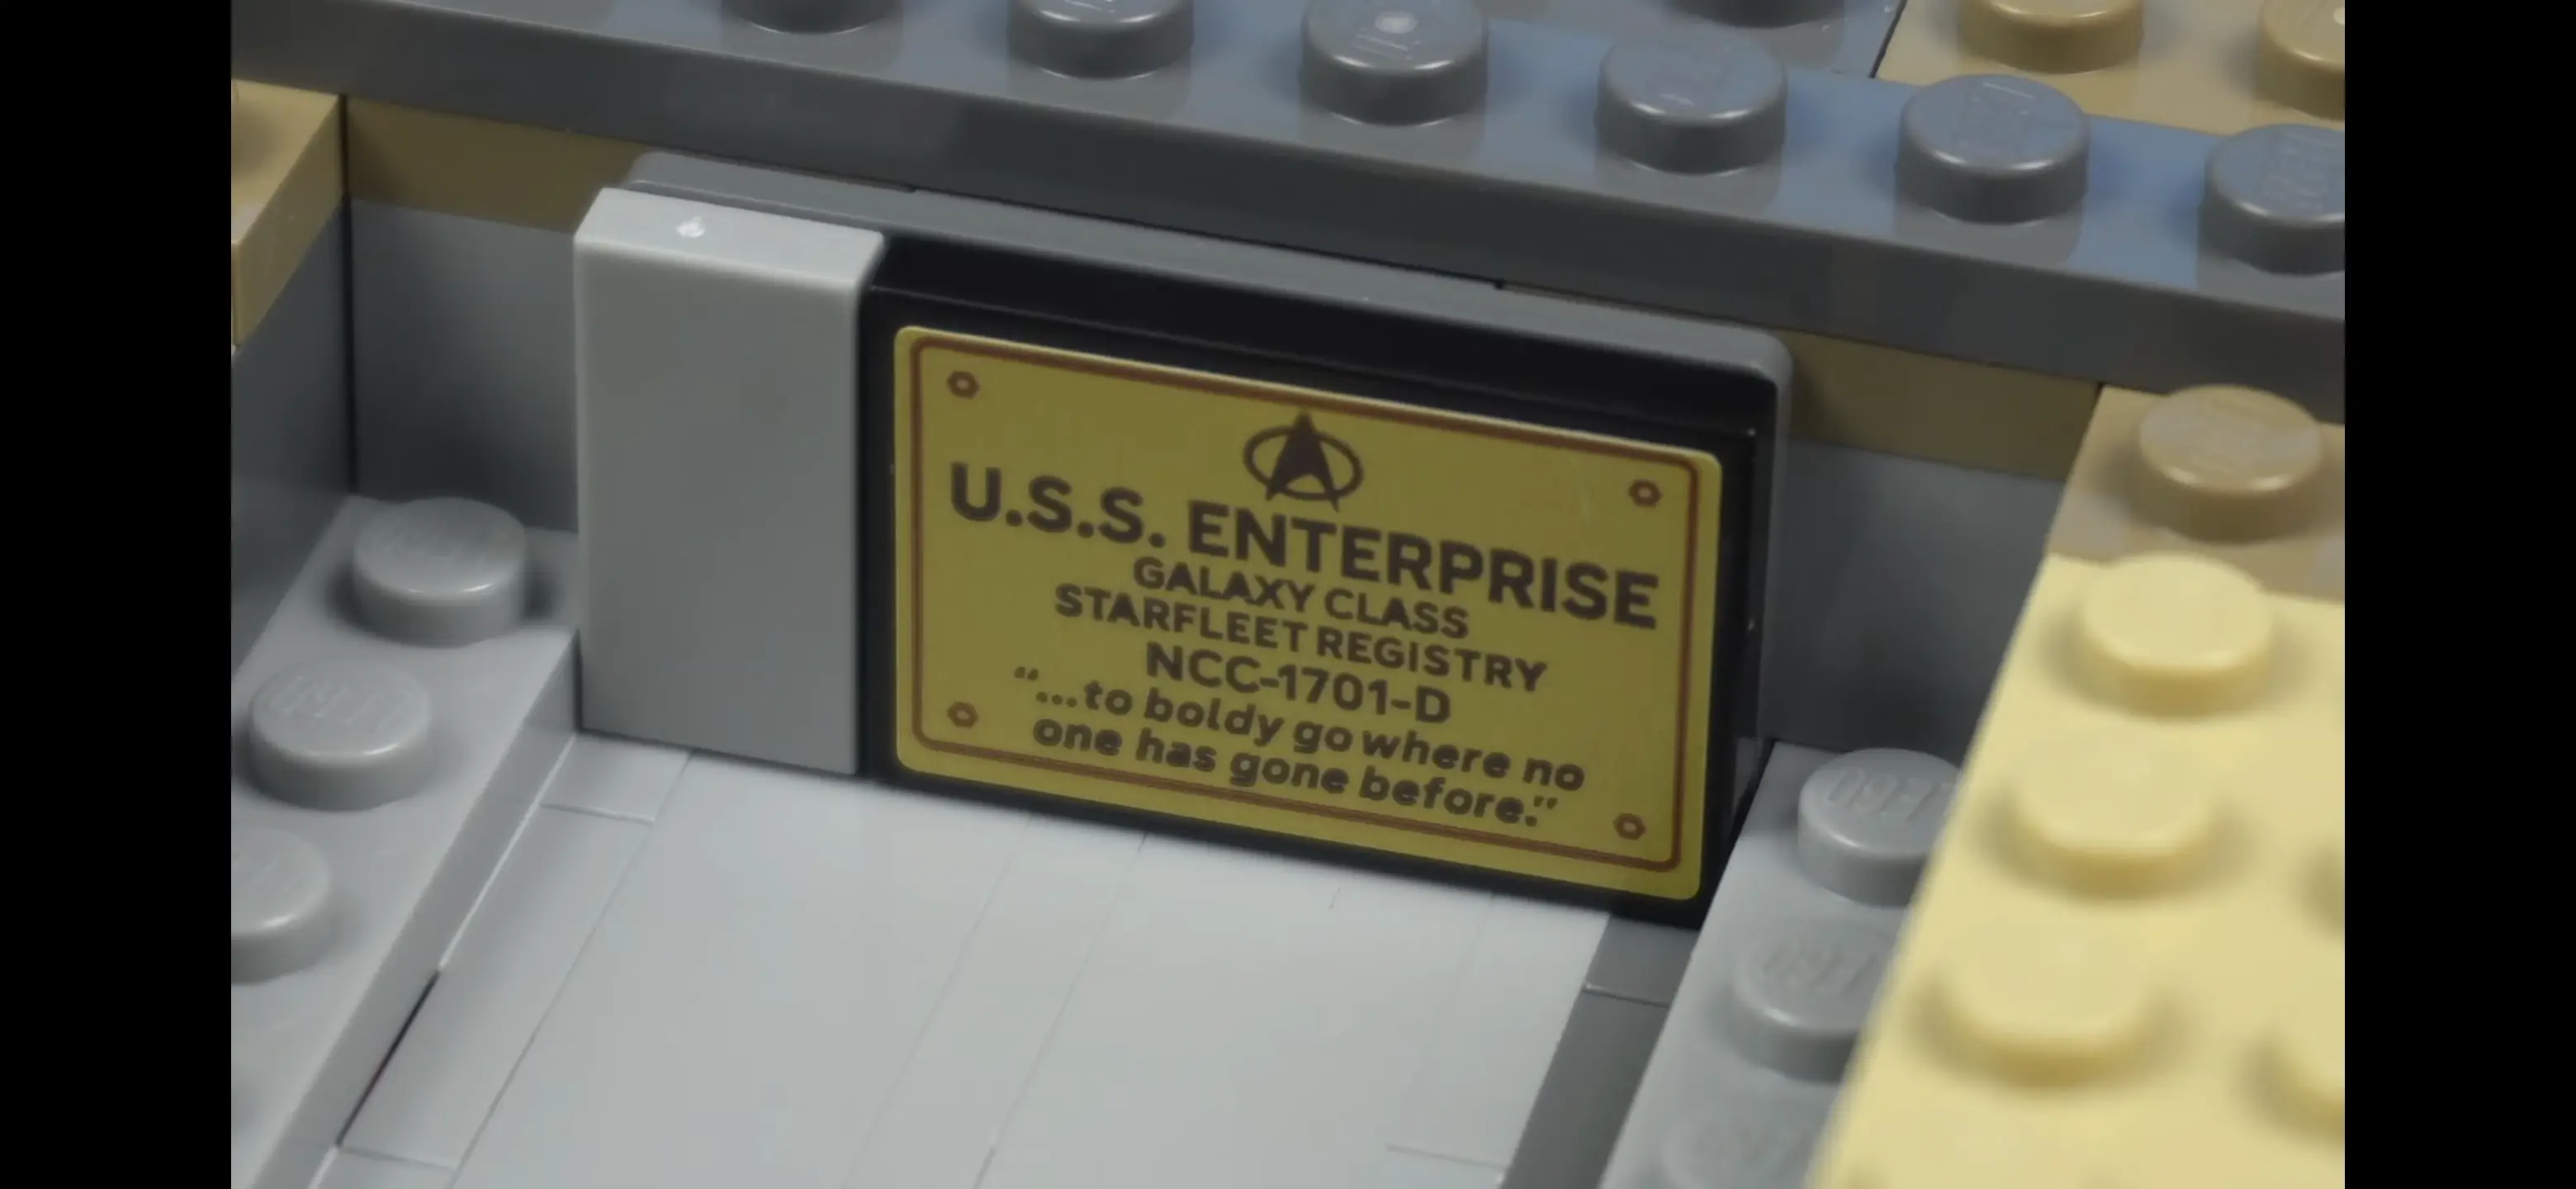 U.S.S. ENTERPRISE
GALAXY CLASS
STARFLEET REGISTRY
NCC-1701-D
“...to boldy go where no
one has gone before.”